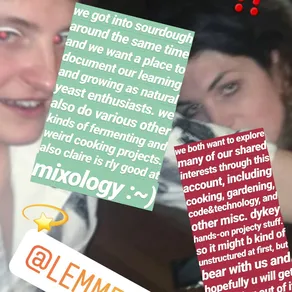 we got into sourdough
around the same time
and we want a place to
document our learning
and growing as natural
yeast enthusiasts. we
also do various other
kinds of fermenting and
weird cooking projects.
also claire is rly good at
mixology :~)
we both want to explore
many of our shared
interests through this
account, including
cooking, gardening,
code&technology, and
other misc. dykey
hands-on projecty stuff.
so it might b kind of
unstructured at first, but
bear with us and
hopefully u will get
out of it
@LEMME